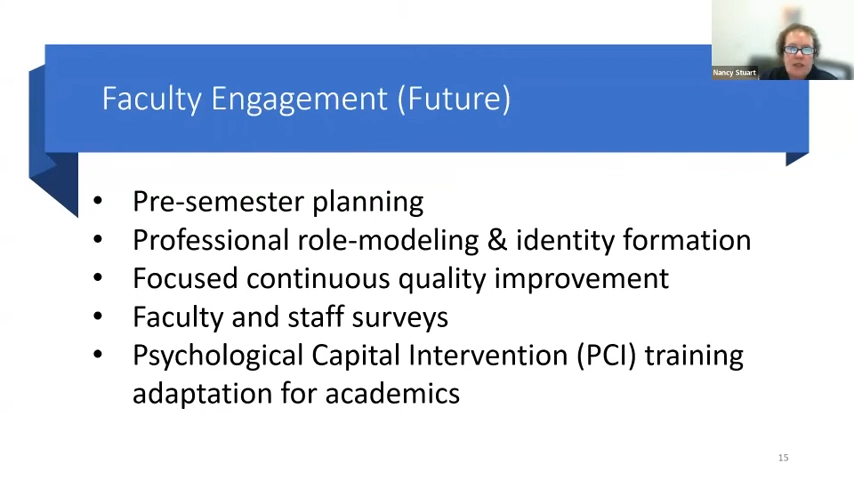 Nancy Stuart
Faculty Engagement (Future)
• Pre-semester planning
• Professional role-modeling & identity formation
• Focused continuous quality improvement
• Faculty and staff surveys
• Psychological Capital Intervention (PCI) training
adaptation for academics
15